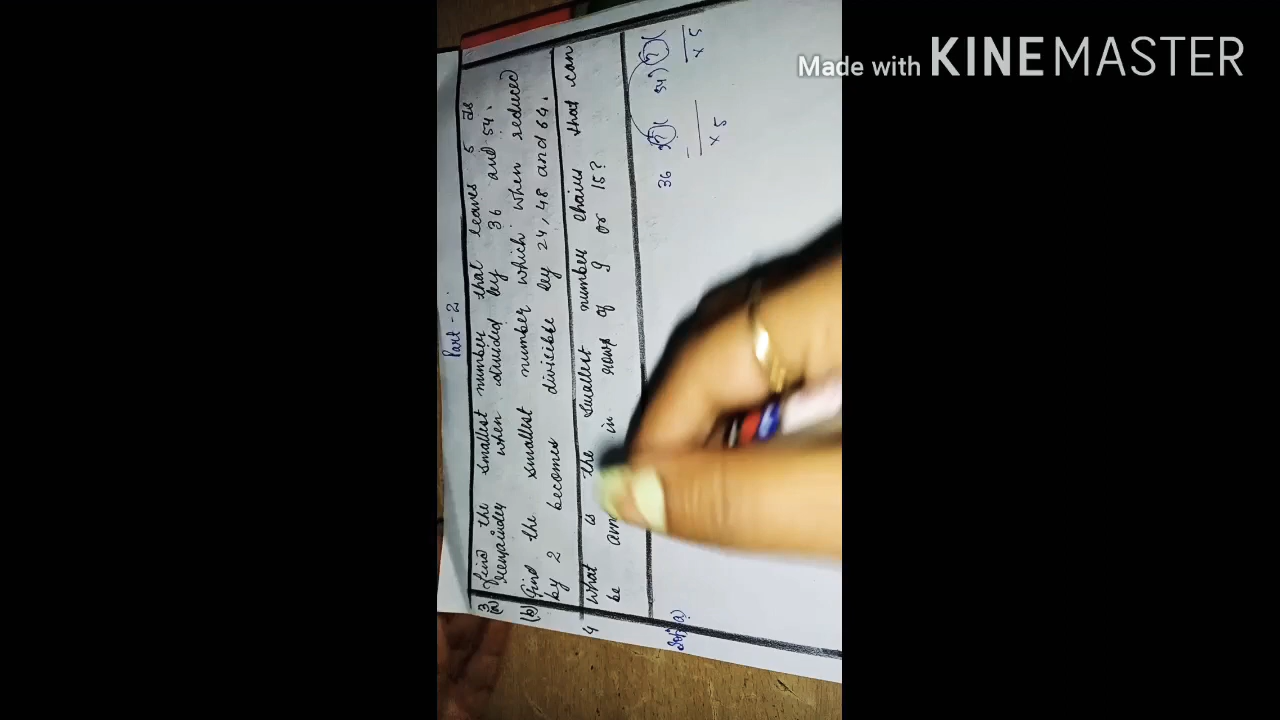 Made with KINEMASTER
Part - 2
3
(a) Find the smallest number that leaves 5 as
remainder when divided by 36 and 54.
(b) Find the smallest number which when reduced
by 2 becomes divisible by 24, 48 and 64.
4 What is the smallest number chairs that can
be in rows of 9 or 15?
36 ) ? ( 54 ) ? (
× 5 × 5